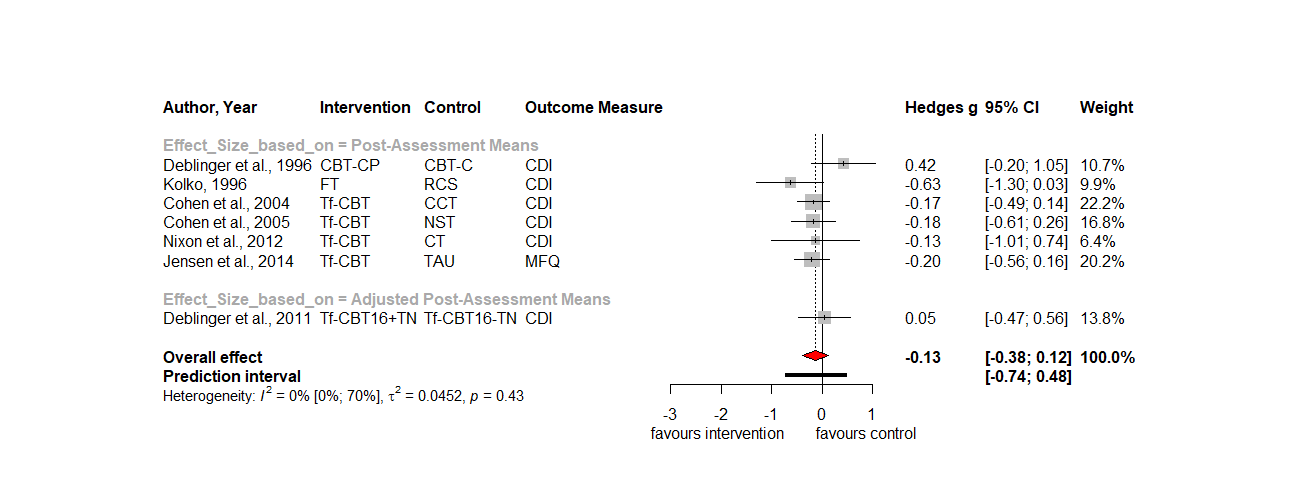 Author, Year Intervention Control Outcome Measure Hedges g 95% CI Weight
Effect_Size_based_on = Post-Assessment Means
Deblinger et al., 1996 CBT-CP CBT-C CDI 0.42 [-0.20; 1.05] 10.7%
Kolko, 1996 FT RCS CDI -0.63 [-1.30; 0.03] 9.9%
Cohen et al., 2004 Tf-CBT CCT CDI -0.17 [-0.49; 0.14] 22.2%
Cohen et al., 2005 Tf-CBT NST CDI -0.18 [-0.61; 0.26] 16.8%
Nixon et al., 2012 Tf-CBT CT CDI -0.13 [-1.01; 0.74] 6.4%
Jensen et al., 2014 Tf-CBT TAU MFQ -0.20 [-0.56; 0.16] 20.2%
Effect_Size_based_on = Adjusted Post-Assessment Means
Deblinger et al., 2011 Tf-CBT16+TN Tf-CBT16-TN CDI 0.05 [-0.47; 0.56] 13.8%
Overall effect -0.13 [-0.38; 0.12] 100.0%
Prediction interval [-0.74; 0.48]
Heterogeneity: I² = 0% [0%; 70%], τ² = 0.0452, p = 0.43
-3 -2 -1 0 1
favours intervention favours control